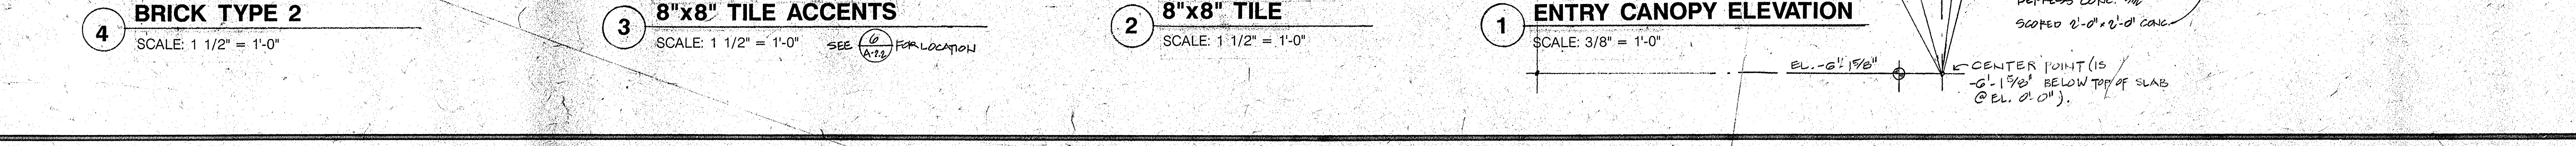 4 BRICK TYPE 2
SCALE: 1 1/2" = 1'-0"
3 8"x8" TILE ACCENTS
SCALE: 1 1/2" = 1'-0" SEE 6 A-2.2 FOR LOCATION
2 8"x8" TILE
SCALE: 1 1/2" = 1'-0"
1 ENTRY CANOPY ELEVATION
SCALE: 3/8" = 1'-0"
SCORED 2'-0" x 2'-0" CONC.
EL. -6'-1 5/8"
CENTER POINT (IS
-6'-1 5/8" BELOW TOP OF SLAB
@ EL. 0'-0").